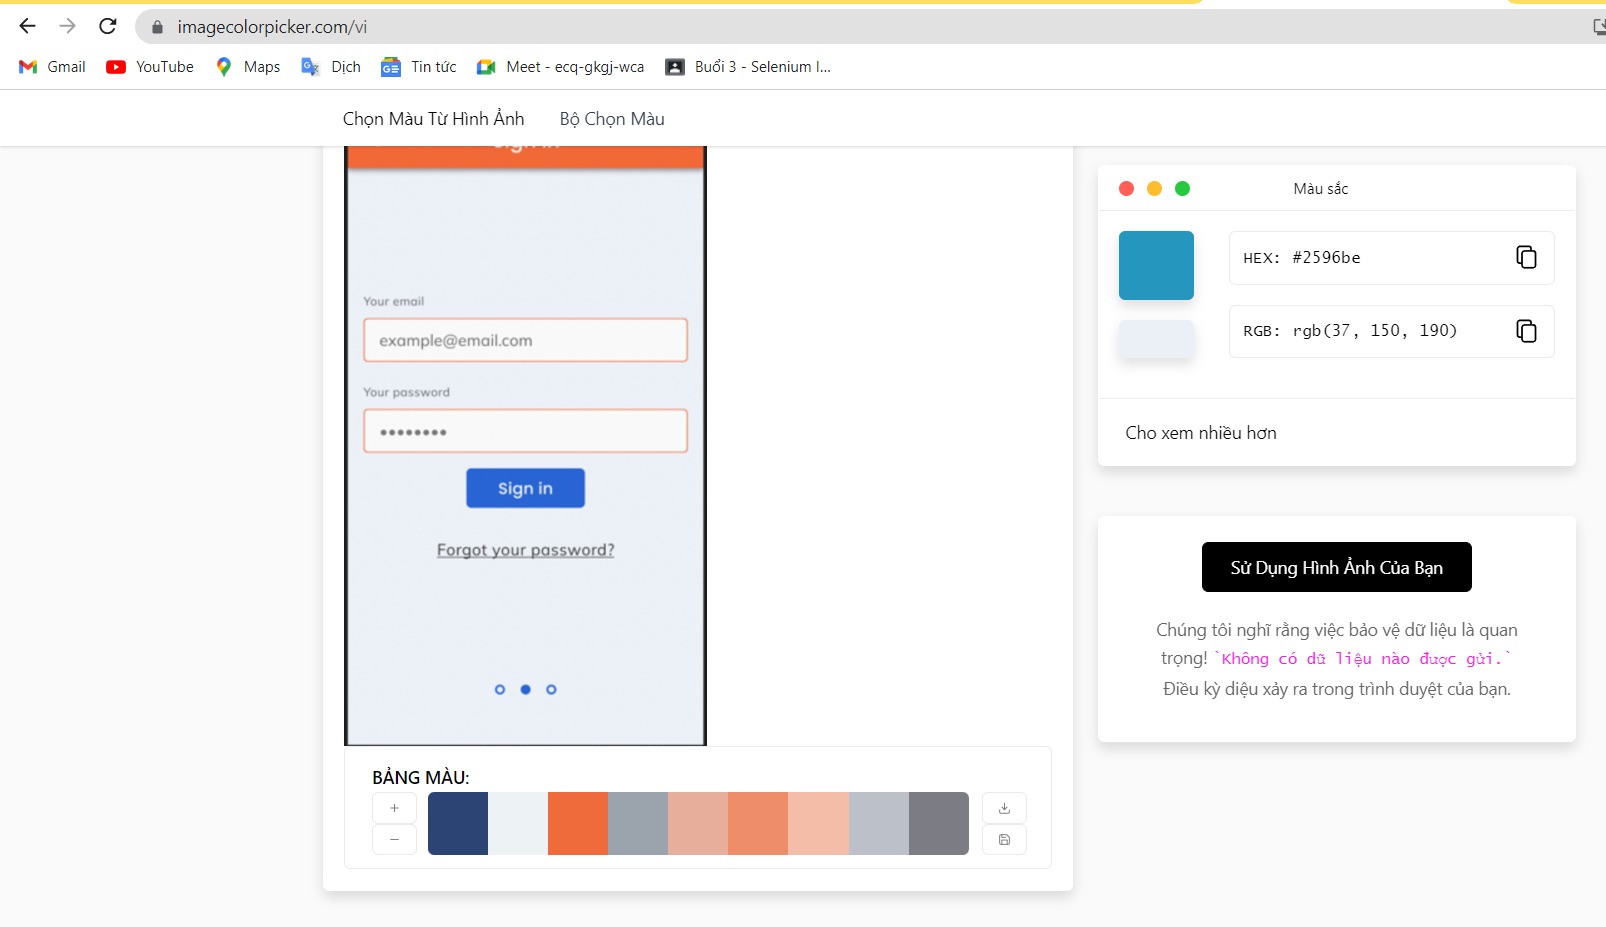 imagecolorpicker.com/vi
Gmail YouTube Maps Dịch Tin tức Meet - ecq-gkgj-wca Buổi 3 - Selenium I...
Chọn Màu Từ Hình Ảnh Bộ Chọn Màu
Sign in
Your email
example@email.com
Your password
••••••••
Sign in
Forgot your password?
BẢNG MÀU:
Màu sắc
HEX: #2596be
RGB: rgb(37, 150, 190)
Cho xem nhiều hơn
Sử Dụng Hình Ảnh Của Bạn
Chúng tôi nghĩ rằng việc bảo vệ dữ liệu là quan
trọng! `Không có dữ liệu nào được gửi.`
Điều kỳ diệu xảy ra trong trình duyệt của bạn.